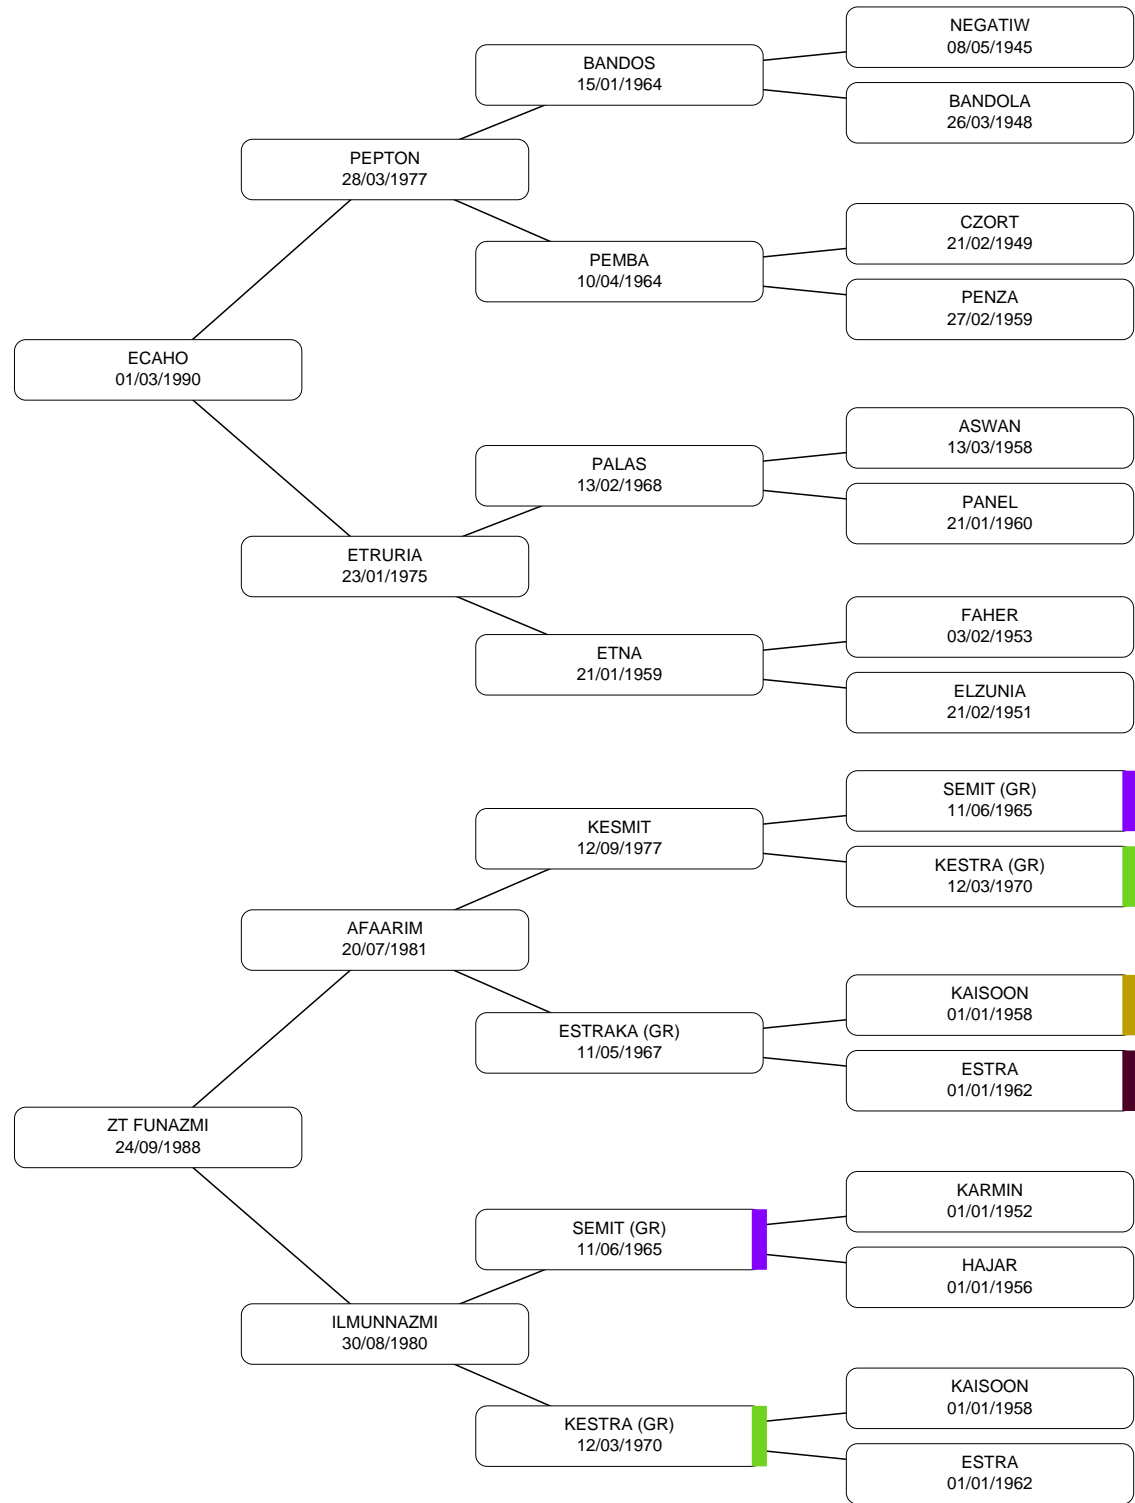 NEGATIW
08/05/1945
BANDOS
15/01/1964
BANDOLA
26/03/1948
PEPTON
28/03/1977
CZORT
21/02/1949
PEMBA
10/04/1964
PENZA
27/02/1959
ECAHO
01/03/1990
ASWAN
13/03/1958
PALAS
13/02/1968
PANEL
21/01/1960
ETRURIA
23/01/1975
FAHER
03/02/1953
ETNA
21/01/1959
ELZUNIA
21/02/1951
SEMIT (GR)
11/06/1965
KESMIT
12/09/1977
KESTRA (GR)
12/03/1970
AFAARIM
20/07/1981
KAISOON
01/01/1958
ESTRAKA (GR)
11/05/1967
ESTRA
01/01/1962
ZT FUNAZMI
24/09/1988
KARMIN
01/01/1952
SEMIT (GR)
11/06/1965
HAJAR
01/01/1956
ILMUNNAZMI
30/08/1980
KAISOON
01/01/1958
KESTRA (GR)
12/03/1970
ESTRA
01/01/1962